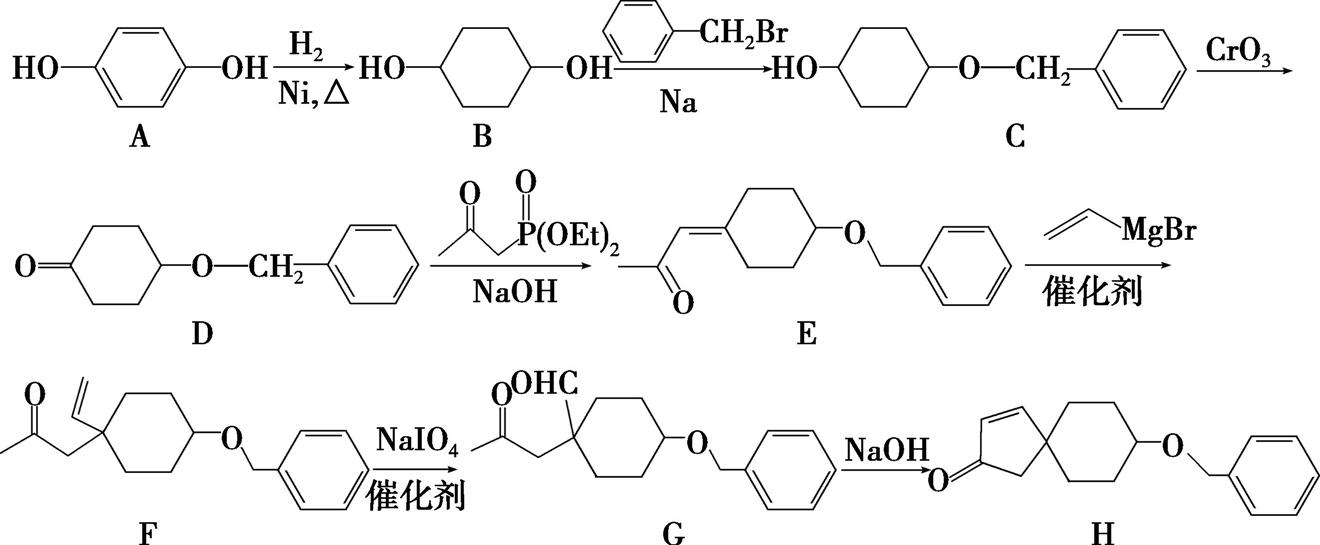 HO OH H₂ Ni,△ HO OH CH₂Br Na HO O CH₂ CrO₃
A B C
O O CH₂ O O P(OEt)₂ NaOH O O MgBr 催化剂
D E
O O NaIO₄ 催化剂 O OHC O NaOH O O
F G H